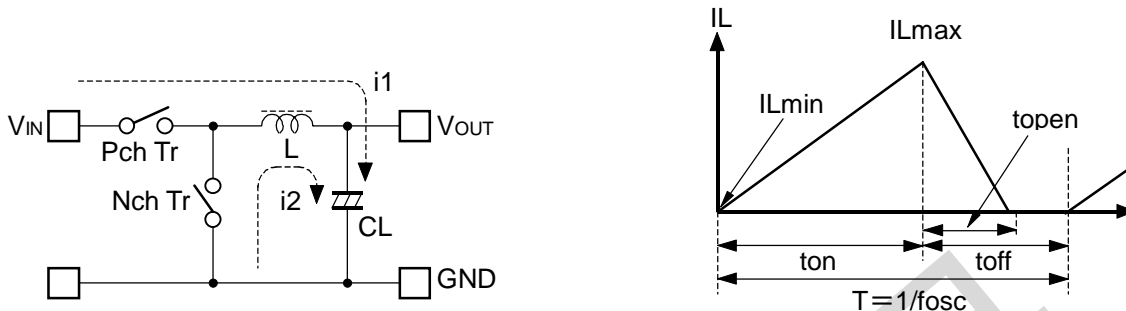 i1
VIN
VOUT
Pch Tr
L
Nch Tr
i2
CL
GND
IL
ILmax
ILmin
topen
ton
toff
T=1/fosc